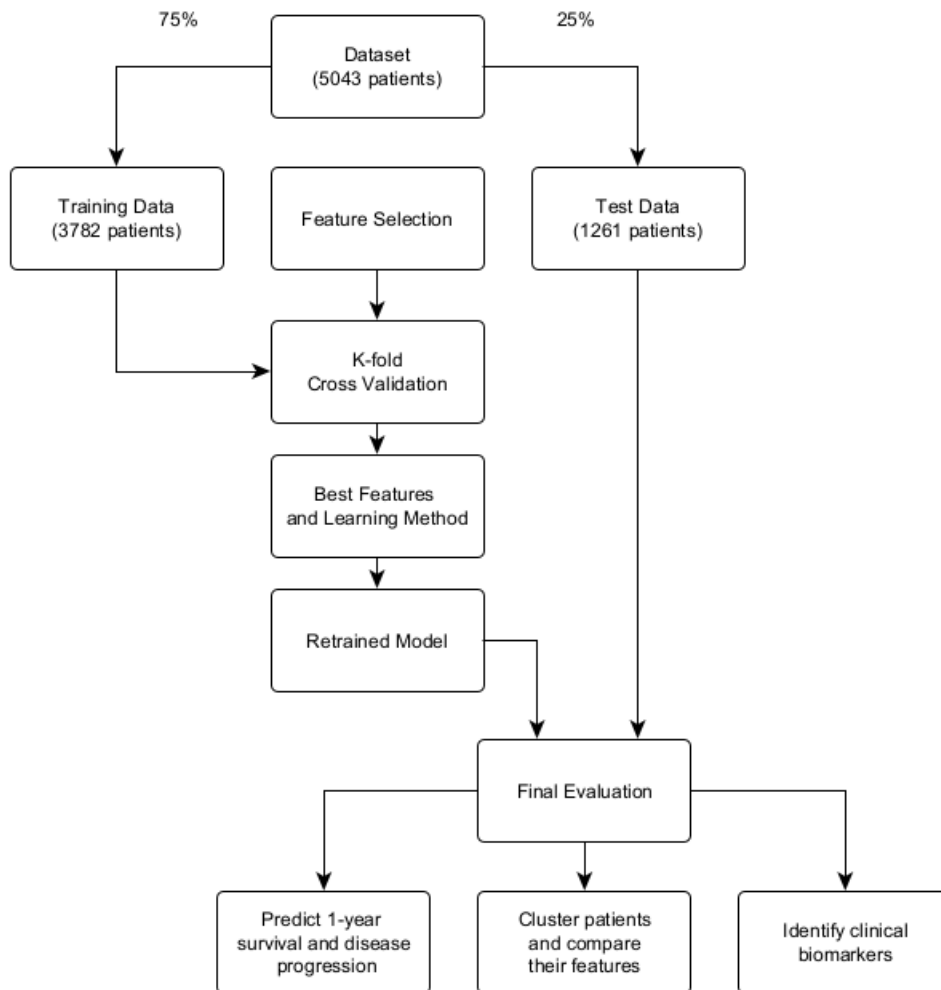 75%
25%
Dataset
(5043 patients)
Training Data
(3782 patients)
Feature Selection
Test Data
(1261 patients)
K-fold
Cross Validation
Best Features
and Learning Method
Retrained Model
Final Evaluation
Predict 1-year
survival and disease
progression
Cluster patients
and compare
their features
Identify clinical
biomarkers